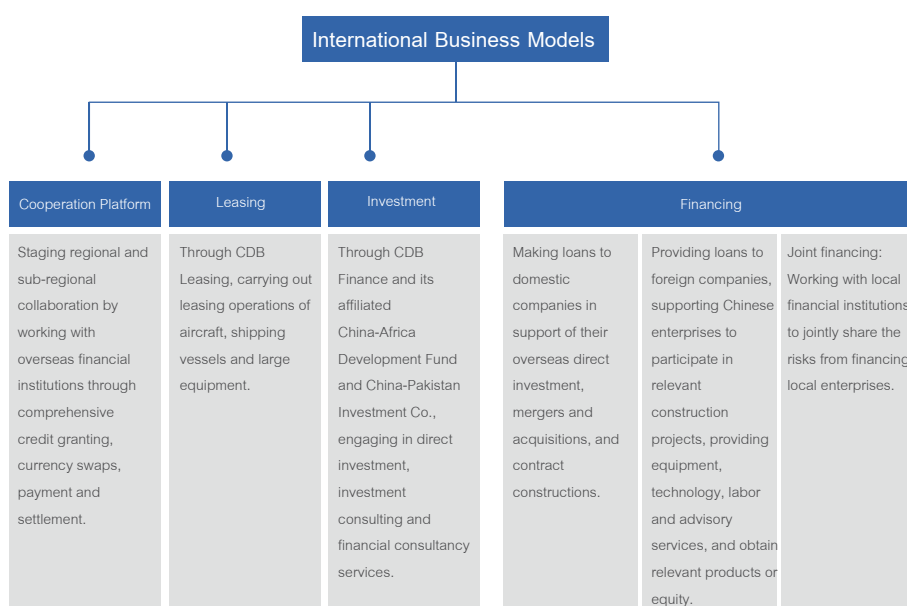 International Business Models
Cooperation Platform
Staging regional and
sub-regional
collaboration by
working with
overseas financial
institutions through
comprehensive
credit granting,
currency swaps,
payment and
settlement.
Leasing
Through CDB
Leasing, carrying out
leasing operations of
aircraft, shipping
vessels and large
equipment.
Investment
Through CDB
Finance and its
affiliated
China-Africa
Development Fund
and China-Pakistan
Investment Co.,
engaging in direct
investment,
investment
consulting and
financial consultancy
services.
Financing
Making loans to
domestic
companies in
support of their
overseas direct
investment,
mergers and
acquisitions, and
contract
constructions.
Providing loans to
foreign companies,
supporting Chinese
enterprises to
participate in
relevant
construction
projects, providing
equipment,
technology, labor
and advisory
services, and obtain
relevant products or
equity.
Joint financing:
Working with local
financial institutions
to jointly share the
risks from financing
local enterprises.